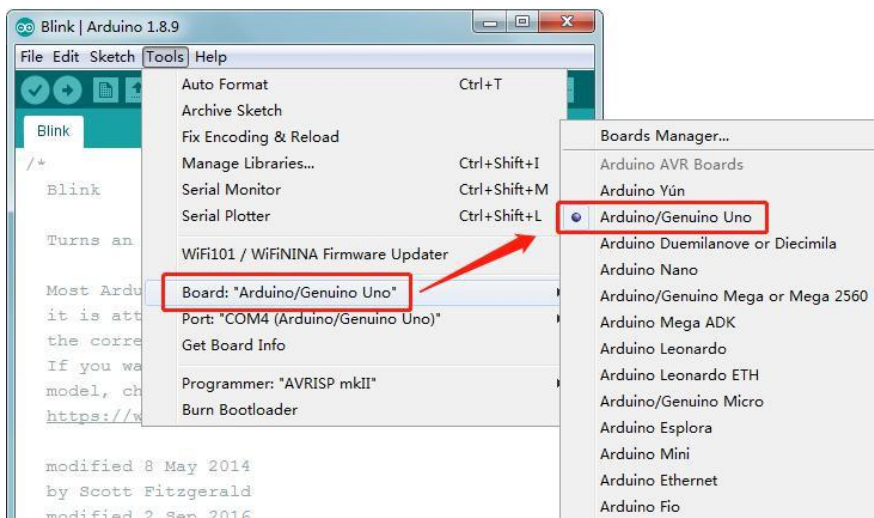 Blink | Arduino 1.8.9
File Edit Sketch Tools Help
Auto Format Ctrl+T
Archive Sketch
Fix Encoding & Reload
Manage Libraries... Ctrl+Shift+I
Serial Monitor Ctrl+Shift+M
Serial Plotter Ctrl+Shift+L
WiFi101 / WiFiNINA Firmware Updater
Board: "Arduino/Genuino Uno"
Port: "COM4 (Arduino/Genuino Uno)"
Get Board Info
Programmer: "AVRISP mkII"
Burn Bootloader
Boards Manager...
Arduino AVR Boards
Arduino Yún
Arduino/Genuino Uno
Arduino Duemilanove or Diecimila
Arduino Nano
Arduino/Genuino Mega or Mega 2560
Arduino Mega ADK
Arduino Leonardo
Arduino Leonardo ETH
Arduino/Genuino Micro
Arduino Esplora
Arduino Mini
Arduino Ethernet
Arduino Fio
Blink
/*
Blink
Turns an
Most Ardu
it is att
the corre
If you wa
model, ch
https://w
modified 8 May 2014
by Scott Fitzgerald
modified 2 Sep 2016